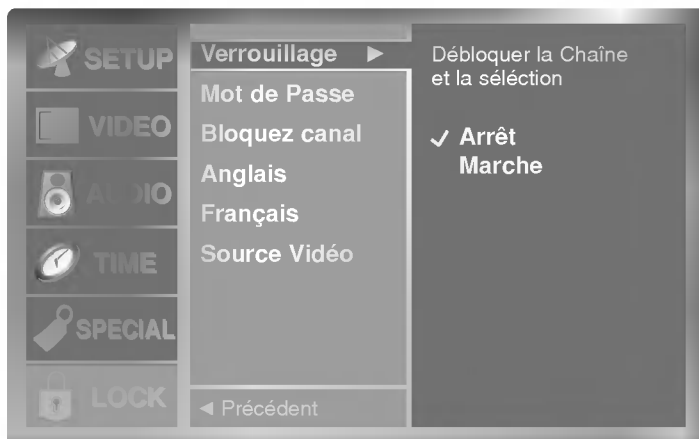 SETUP
VIDEO
AUDIO
TIME
SPECIAL
LOCK
Verrouillage ►
Mot de Passe
Bloquez canal
Anglais
Français
Source Vidéo
◄ Précédent
Débloquer la Chaîne
et la séléction
✓ Arrêt
Marche